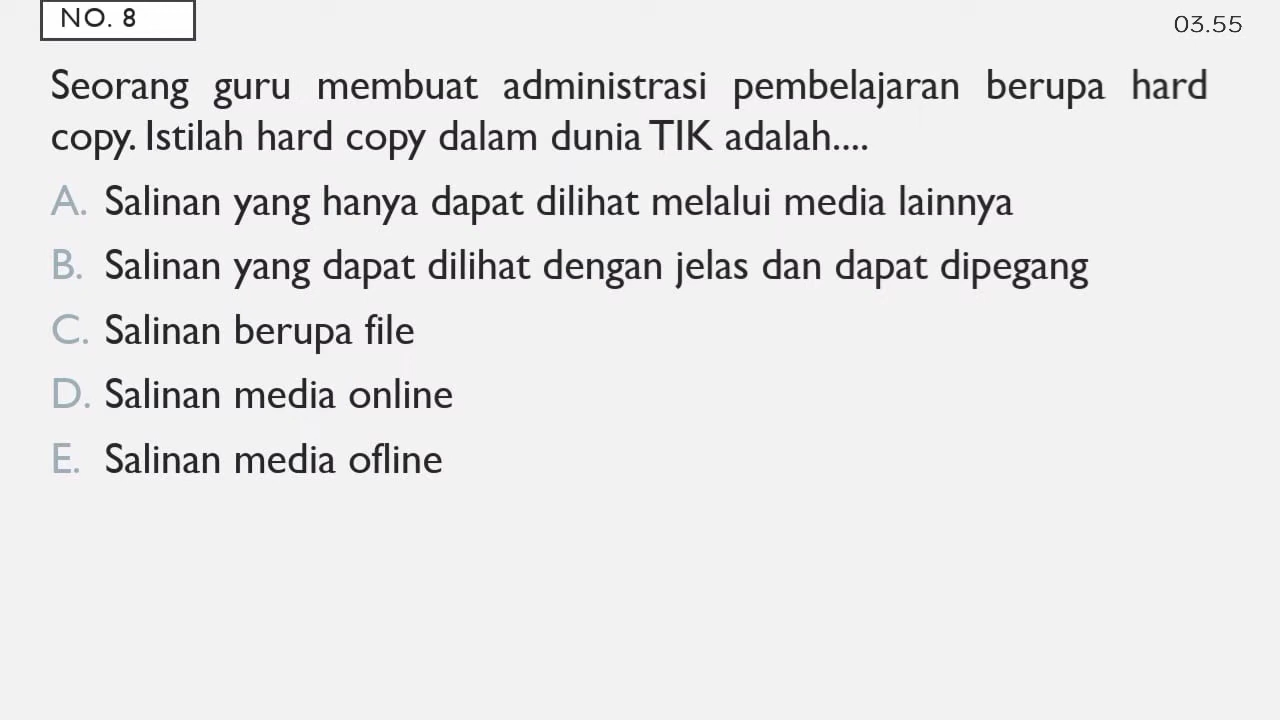 NO. 8
03.55
Seorang guru membuat administrasi pembelajaran berupa hard
copy. Istilah hard copy dalam dunia TIK adalah....
A. Salinan yang hanya dapat dilihat melalui media lainnya
B. Salinan yang dapat dilihat dengan jelas dan dapat dipegang
C. Salinan berupa file
D. Salinan media online
E. Salinan media ofline